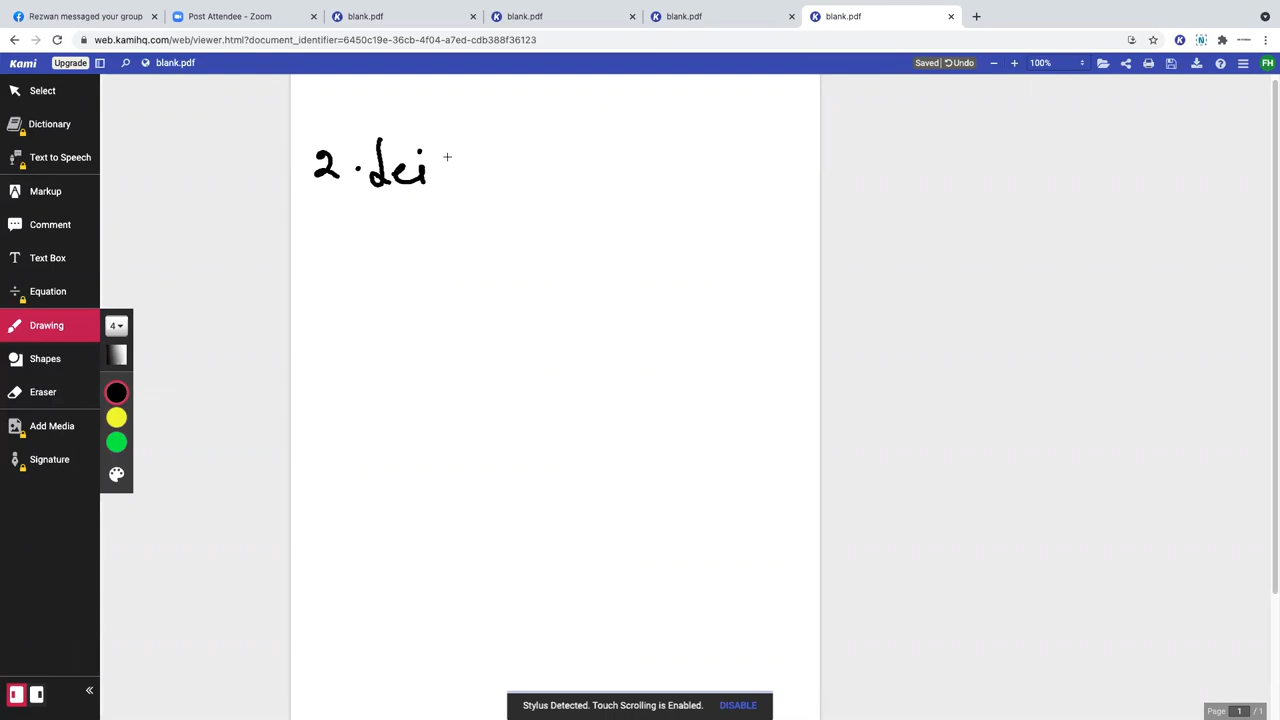 Rezwan messaged your group
Post Attendee - Zoom
blank.pdf
blank.pdf
blank.pdf
blank.pdf
web.kamihq.com/web/viewer.html?document_identifier=6450c19e-36cb-4f04-a7ed-cdb388f36123
Kami Upgrade blank.pdf Saved Undo 100% FH
Select
Dictionary
Text to Speech
Markup
Comment
Text Box
Equation
Drawing
4
Shapes
Eraser
Add Media
Signature
2 · Lei
Stylus Detected. Touch Scrolling is Enabled. DISABLE
Page 1 / 1